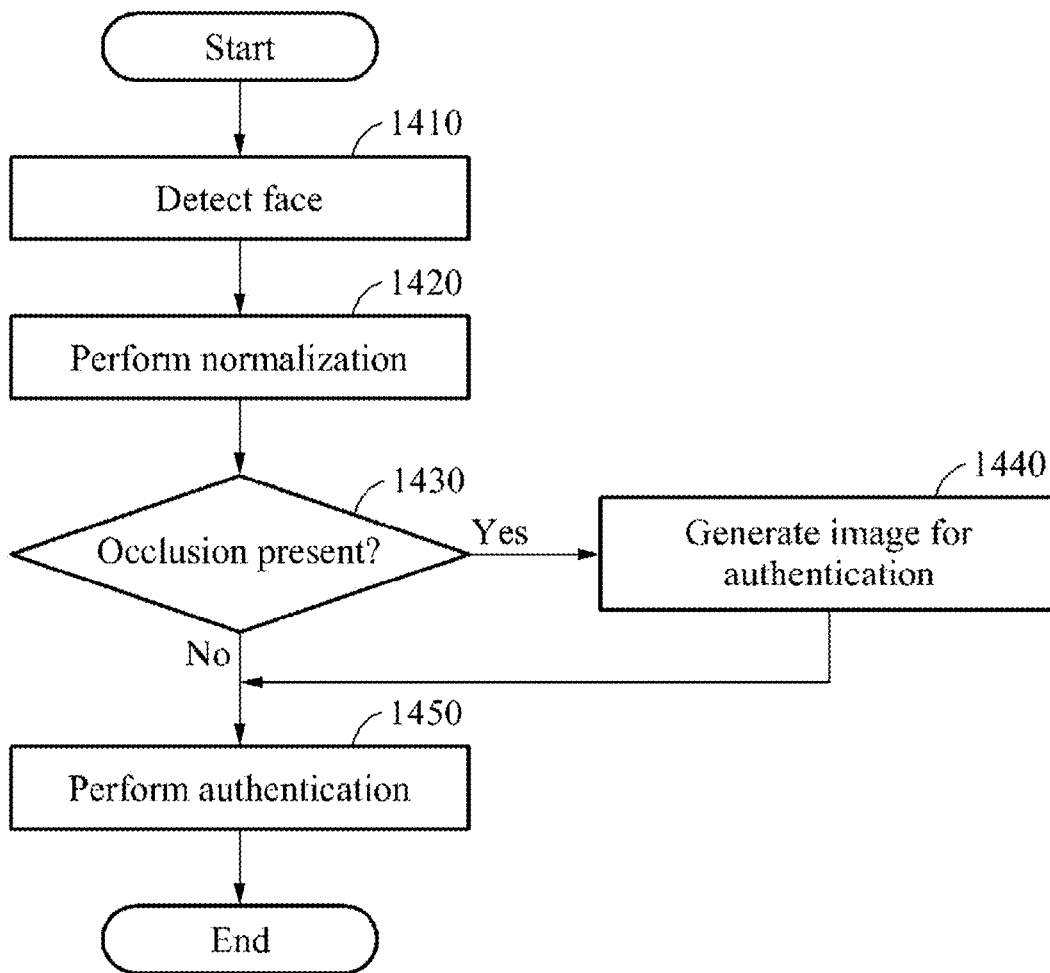 Start
1410
Detect face
1420
Perform normalization
1430
Occlusion present?
Yes
1440
Generate image for
authentication
No
1450
Perform authentication
End